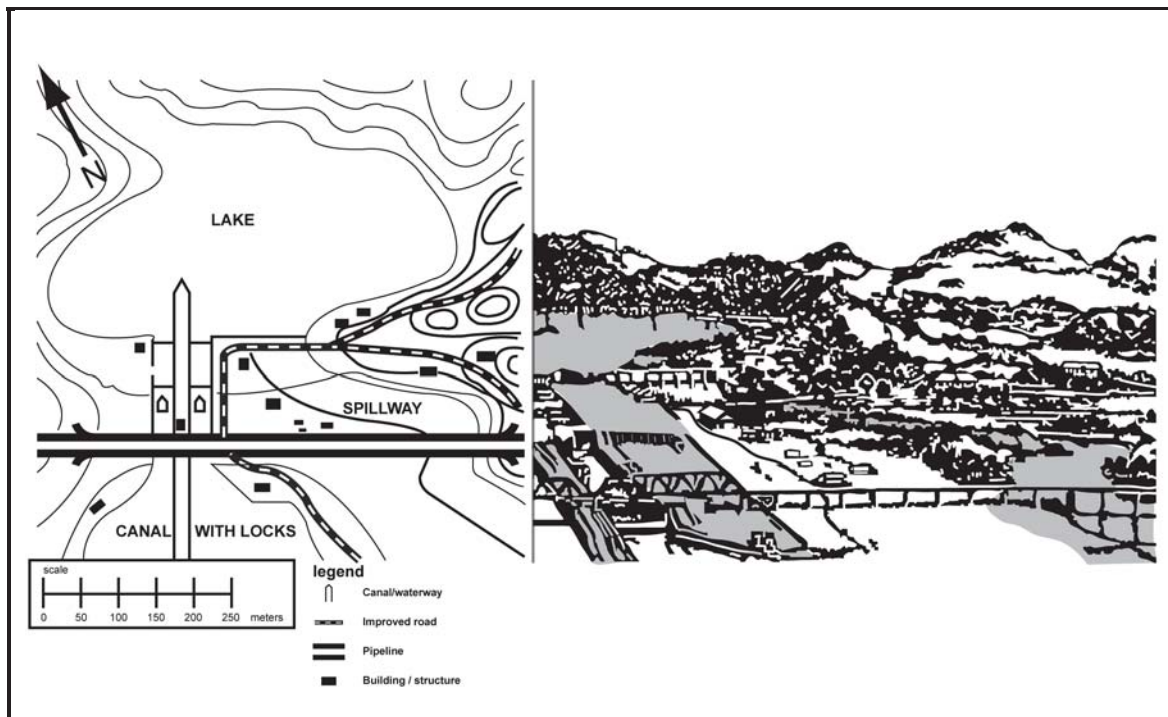 N
LAKE
SPILLWAY
CANAL WITH LOCKS
scale
0 50 100 150 200 250 meters
legend
Canal/waterway
Improved road
Pipeline
Building / structure